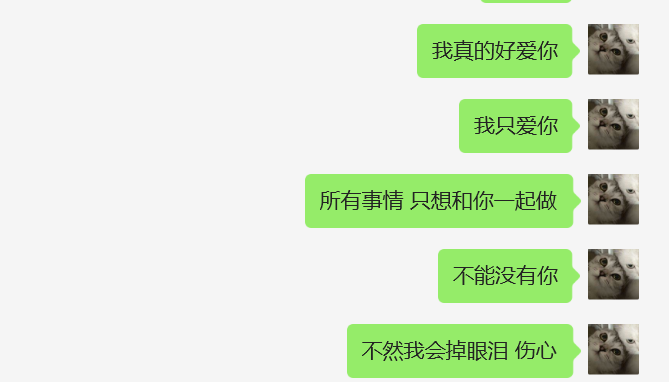 我真的好爱你
我只爱你
所有事情 只想和你一起做
不能没有你
不然我会掉眼泪 伤心